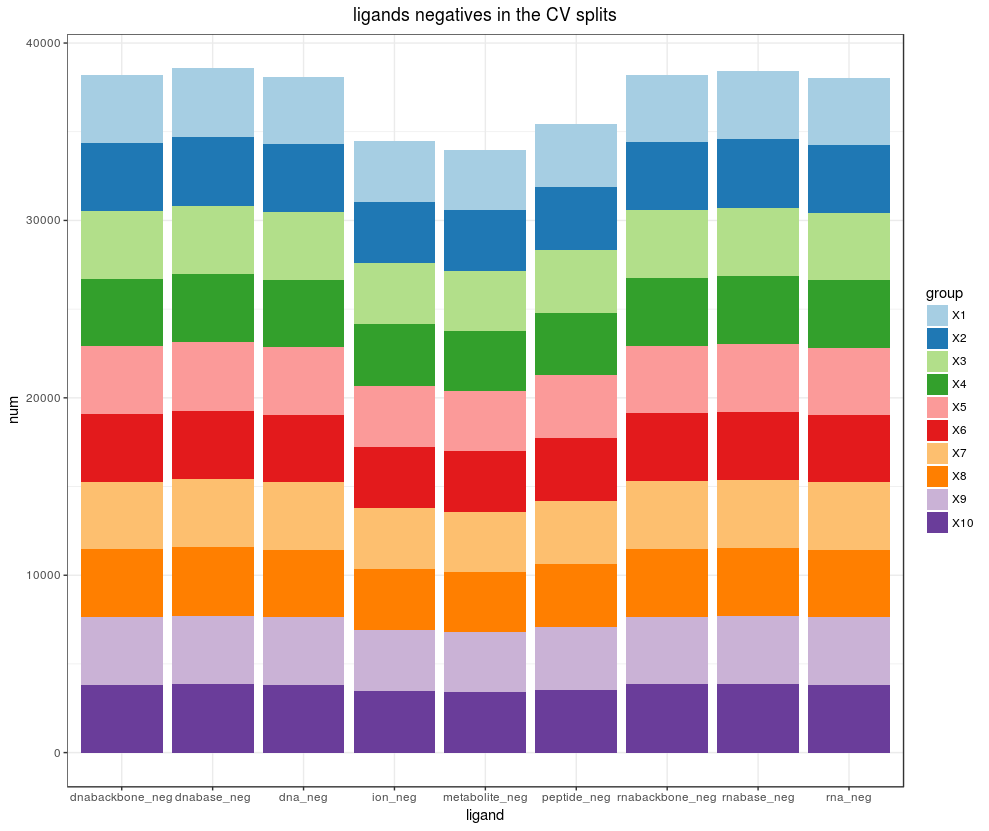 ligands negatives in the CV splits
num
40000
30000
20000
10000
0
dnabackbone_neg dnabase_neg dna_neg ion_neg metabolite_neg peptide_neg rnabackbone_neg rnabase_neg rna_neg
ligand
group
X1
X2
X3
X4
X5
X6
X7
X8
X9
X10